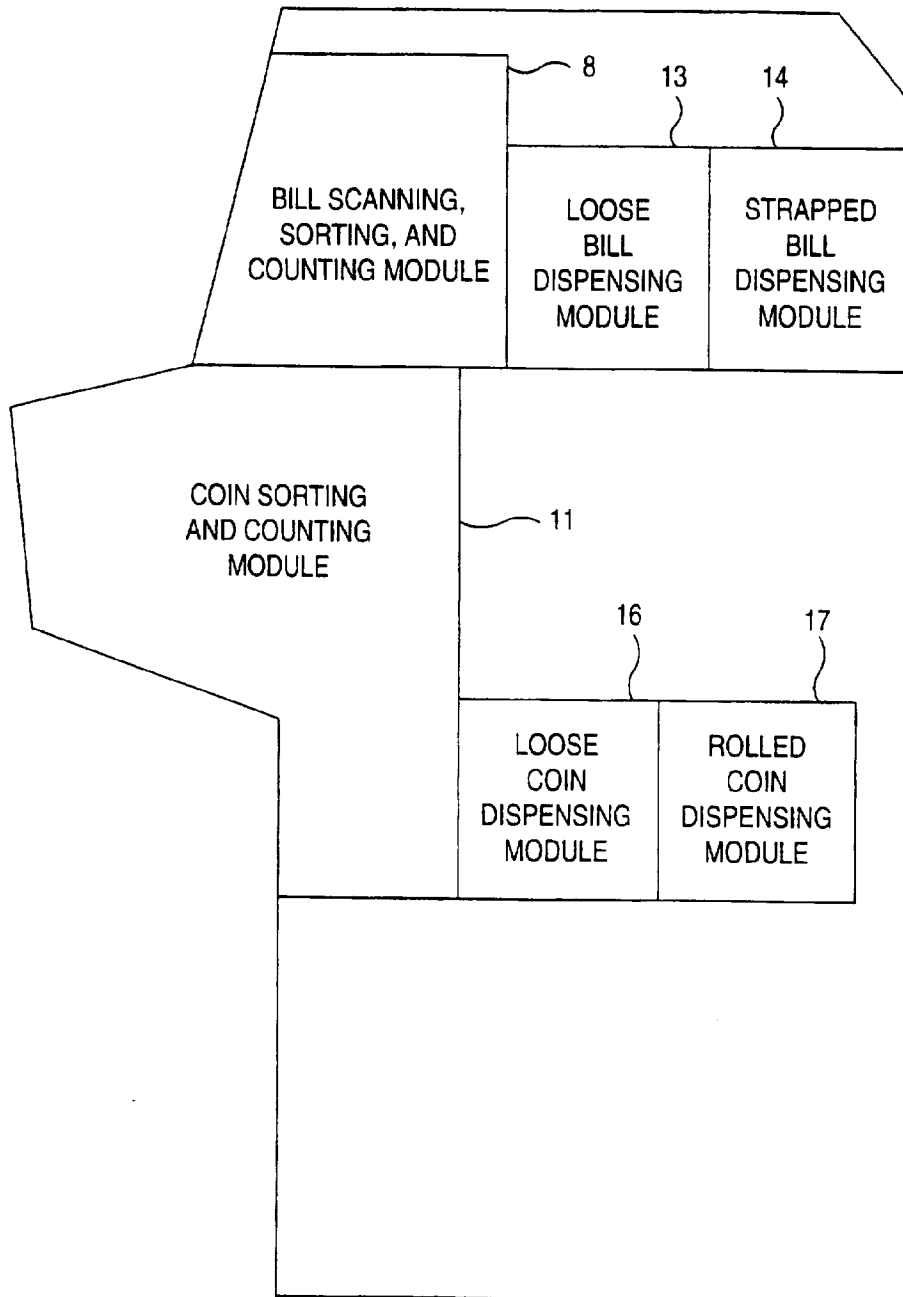 8
13
14
BILL SCANNING,
SORTING, AND
COUNTING MODULE
LOOSE
BILL
DISPENSING
MODULE
STRAPPED
BILL
DISPENSING
MODULE
COIN SORTING
AND COUNTING
MODULE
11
16
17
LOOSE
COIN
DISPENSING
MODULE
ROLLED
COIN
DISPENSING
MODULE